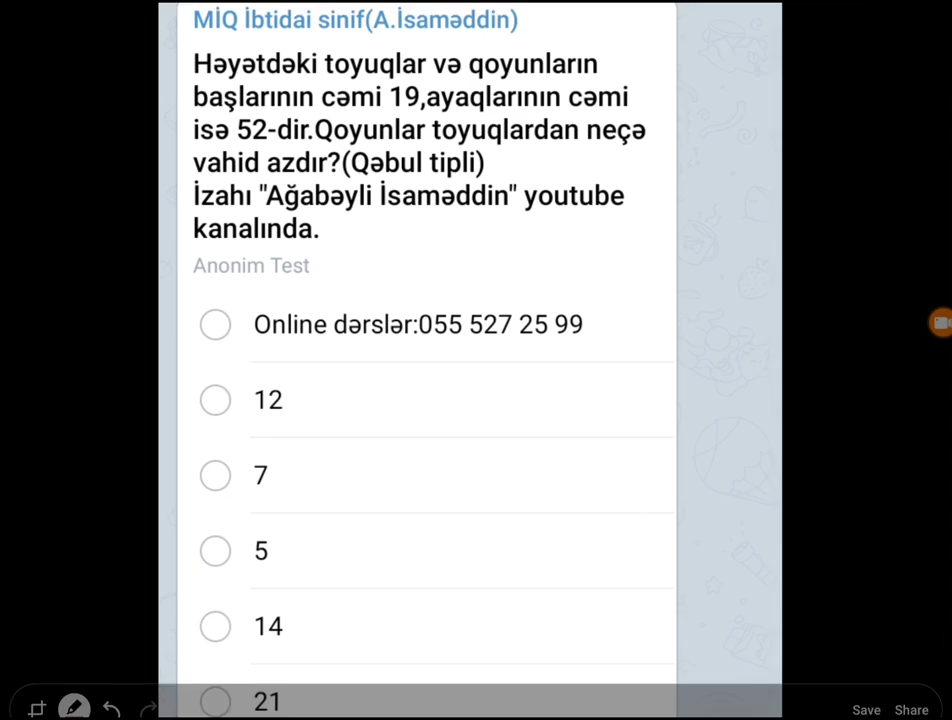 MİQ İbtidai sinif(A.İsaməddin)
Həyətdəki toyuqlar və qoyunların
başlarının cəmi 19,ayaqlarının cəmi
isə 52-dir.Qoyunlar toyuqlardan neçə
vahid azdır?(Qəbul tipli)
İzahı "Ağabəyli İsaməddin" youtube
kanalında.
Anonim Test
Online dərslər:055 527 25 99
12
7
5
14
21
Save Share